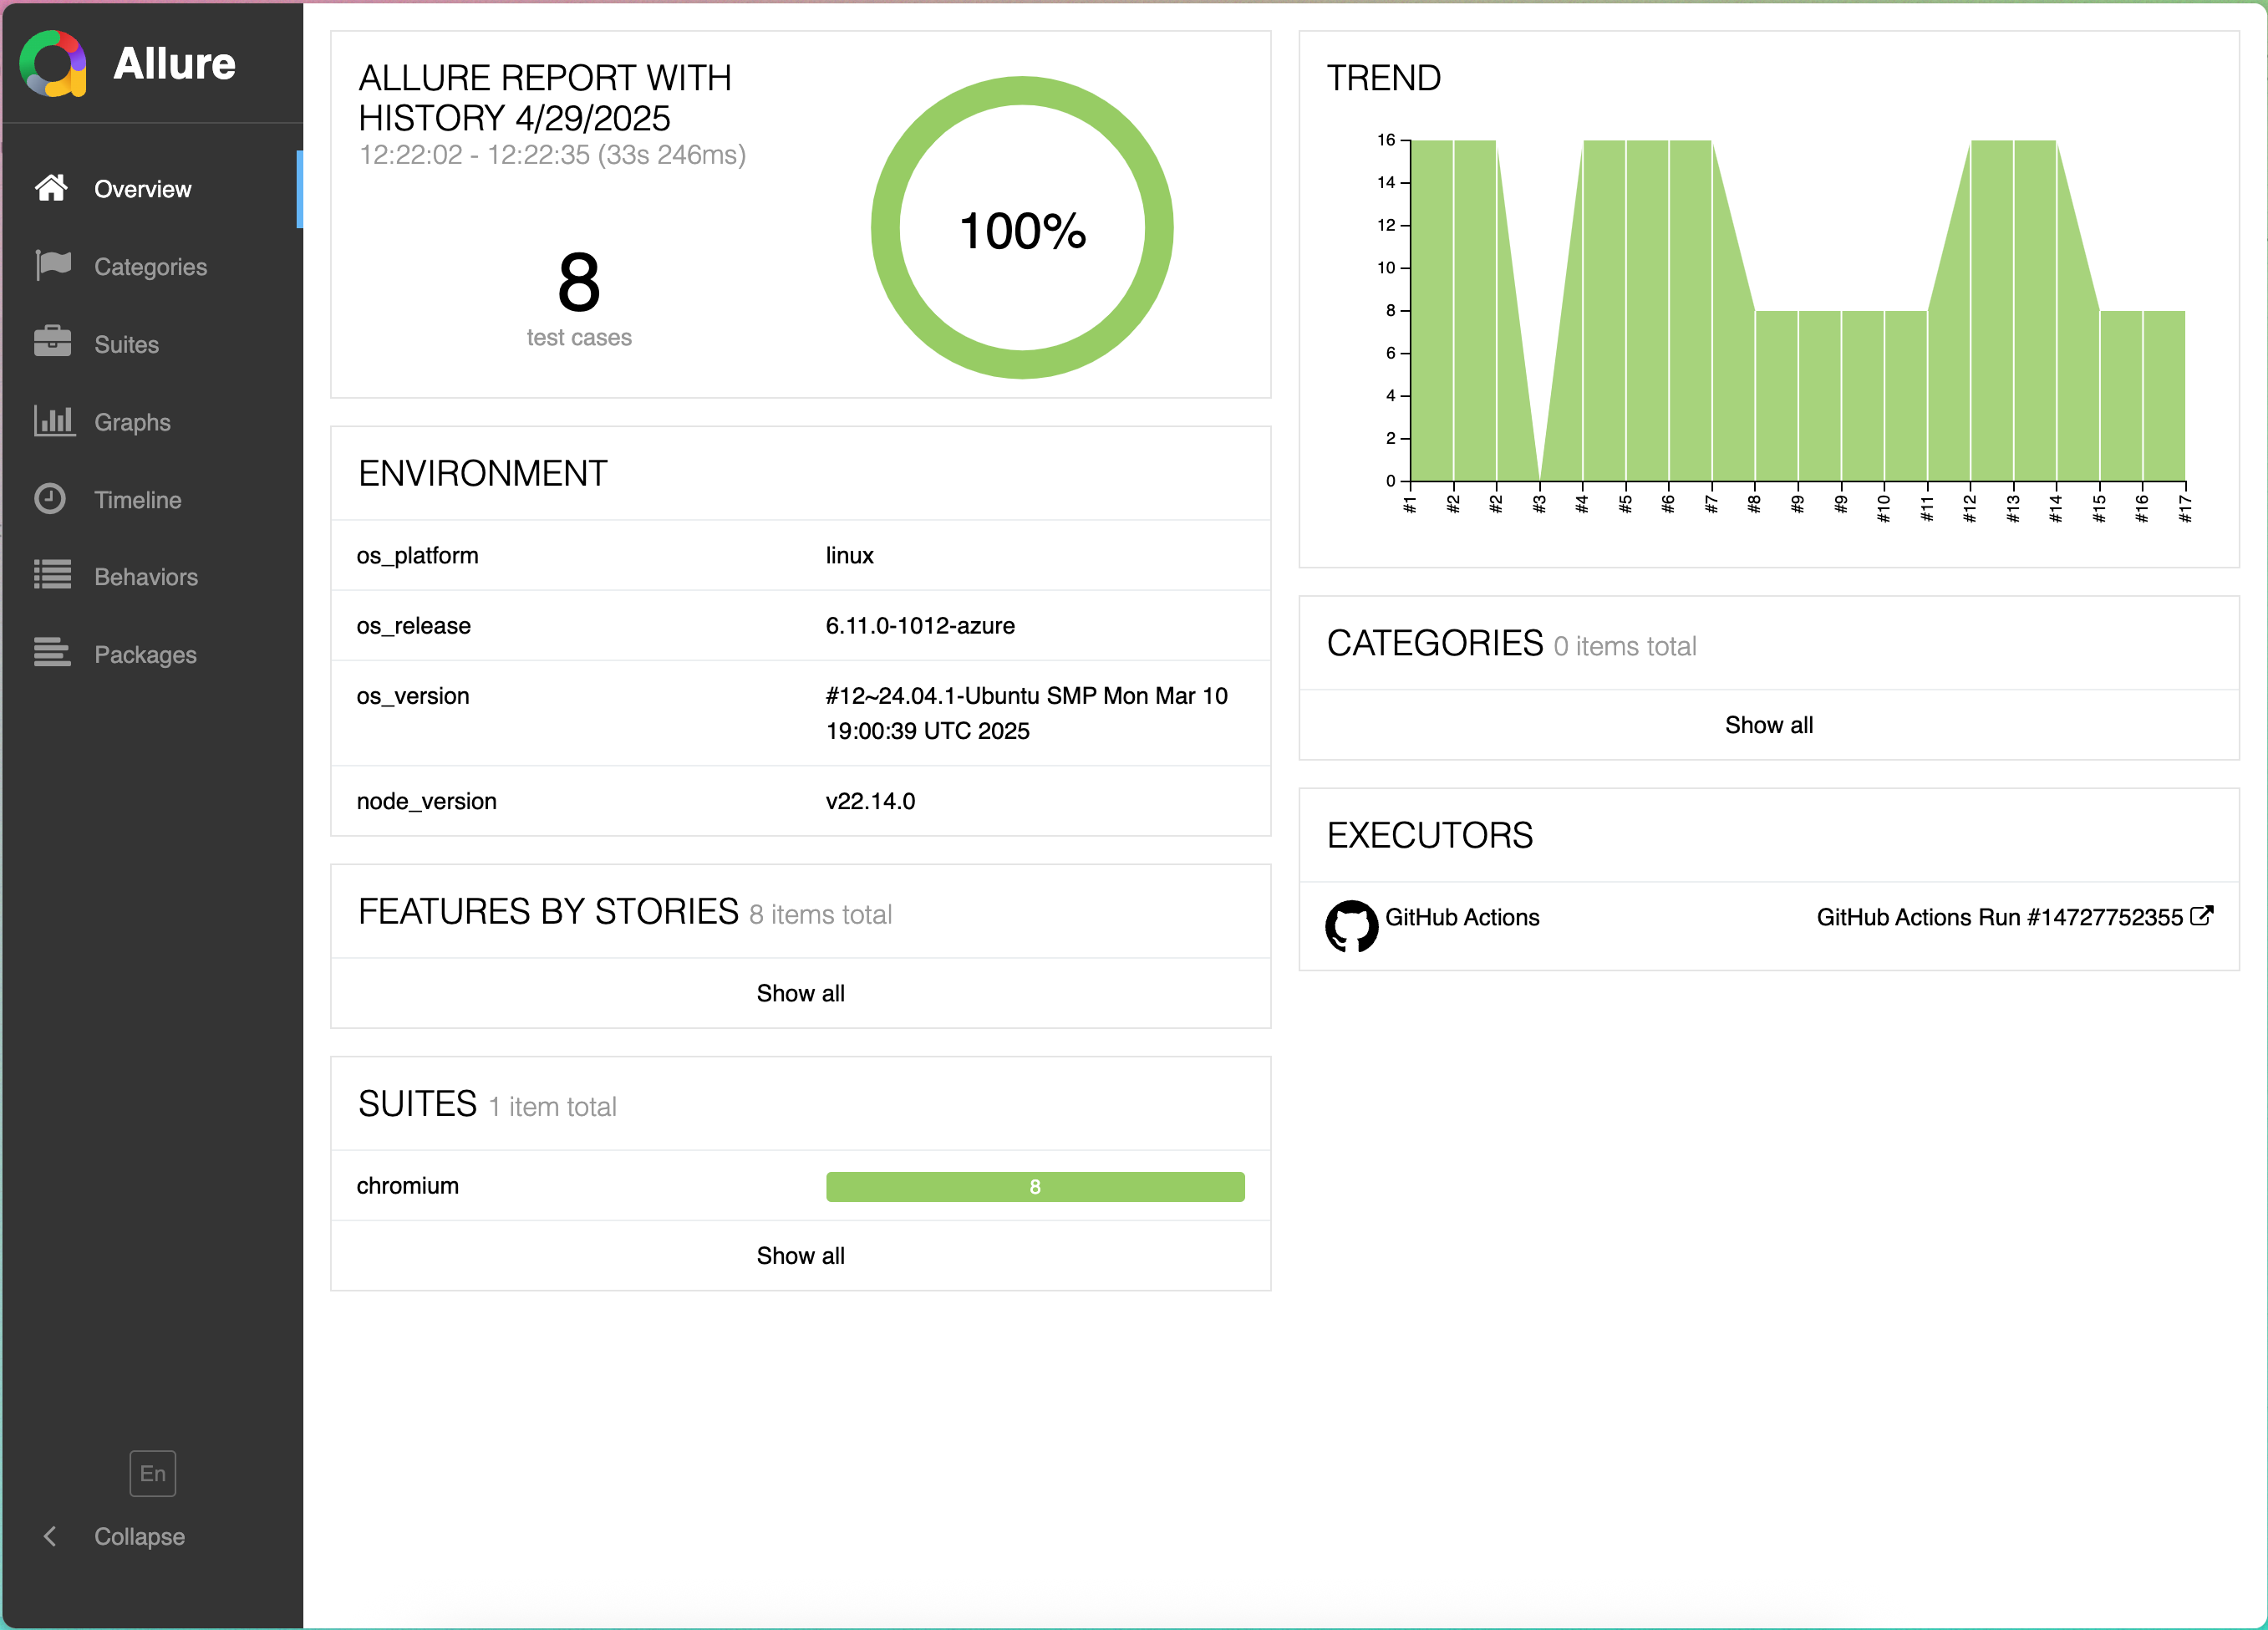 Allure
Overview
Categories
Suites
Graphs
Timeline
Behaviors
Packages
En
Collapse
ALLURE REPORT WITH
HISTORY 4/29/2025
12:22:02 - 12:22:35 (33s 246ms)
8
test cases
100%
ENVIRONMENT
os_platform linux
os_release 6.11.0-1012-azure
os_version #12~24.04.1-Ubuntu SMP Mon Mar 10
19:00:39 UTC 2025
node_version v22.14.0
FEATURES BY STORIES 8 items total
Show all
SUITES 1 item total
chromium 8
Show all
TREND
16
14
12
10
8
6
4
2
0
#1 #2 #2 #3 #4 #5 #6 #7 #8 #9 #9 #10 #11 #12 #13 #14 #15 #16 #17
CATEGORIES 0 items total
Show all
EXECUTORS
GitHub Actions GitHub Actions Run #14727752355